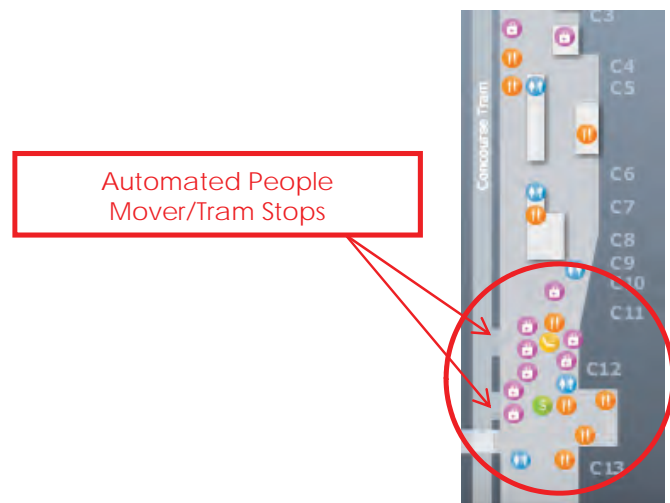 C3
C4
C5
Concourse Tram
Automated People
Mover/Tram Stops
C6
C7
C8
C9
C10
C11
C12
$
C13